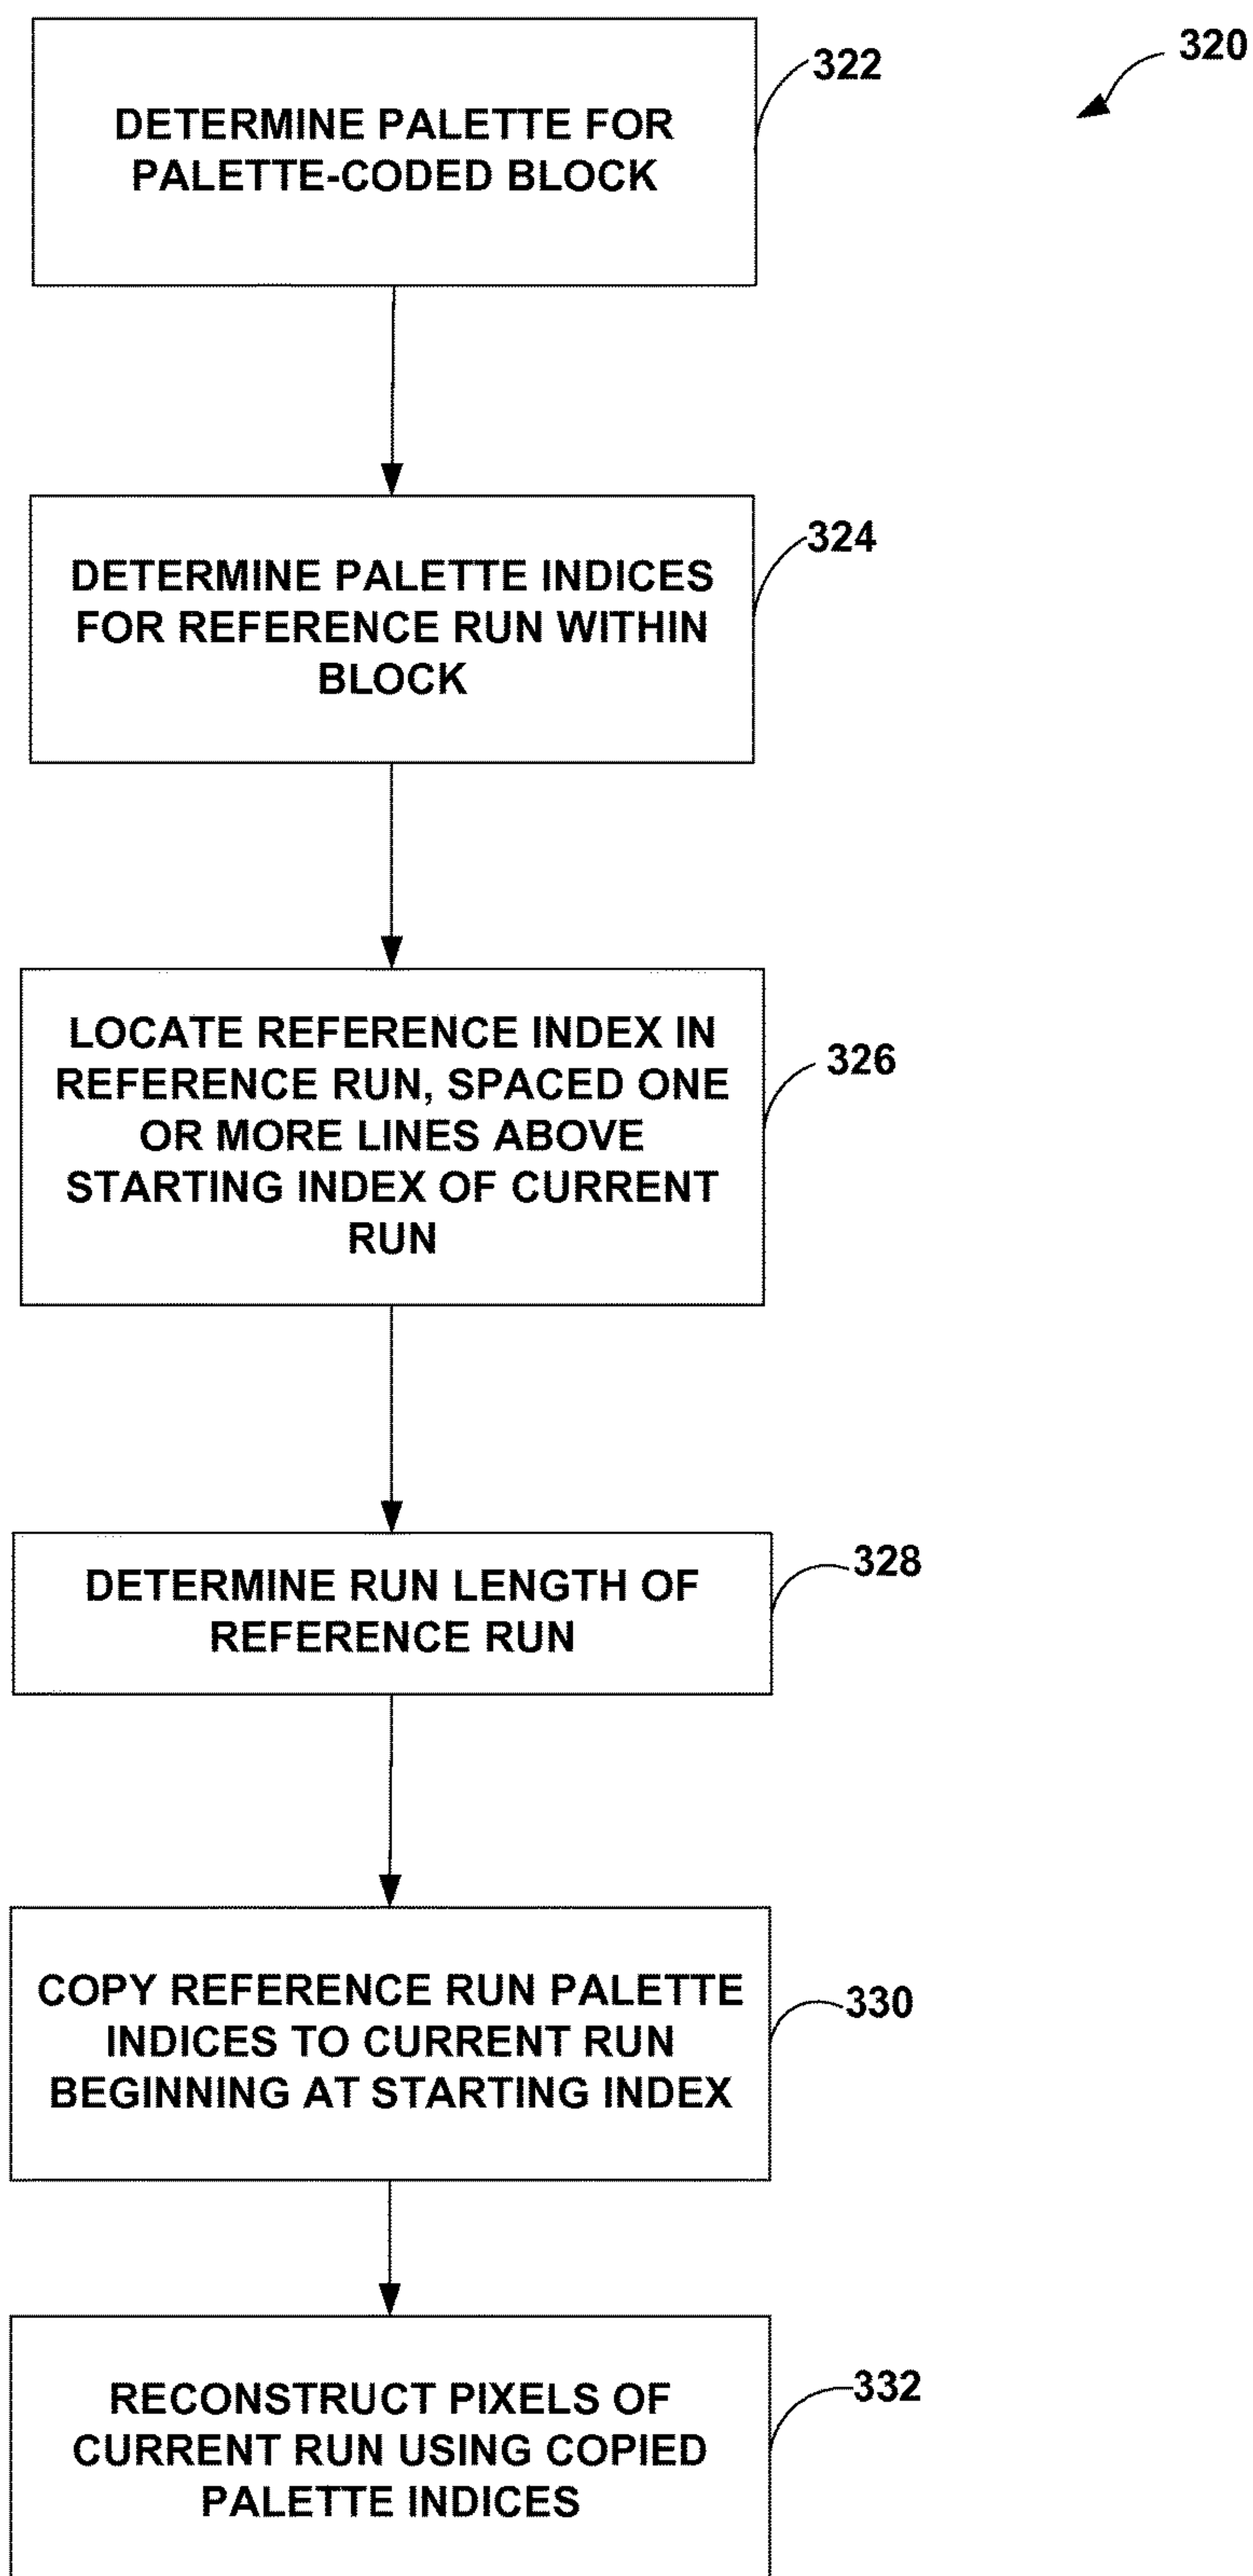 320
322
DETERMINE PALETTE FOR
PALETTE-CODED BLOCK
324
DETERMINE PALETTE INDICES
FOR REFERENCE RUN WITHIN
BLOCK
326
LOCATE REFERENCE INDEX IN
REFERENCE RUN, SPACED ONE
OR MORE LINES ABOVE
STARTING INDEX OF CURRENT
RUN
328
DETERMINE RUN LENGTH OF
REFERENCE RUN
330
COPY REFERENCE RUN PALETTE
INDICES TO CURRENT RUN
BEGINNING AT STARTING INDEX
332
RECONSTRUCT PIXELS OF
CURRENT RUN USING COPIED
PALETTE INDICES